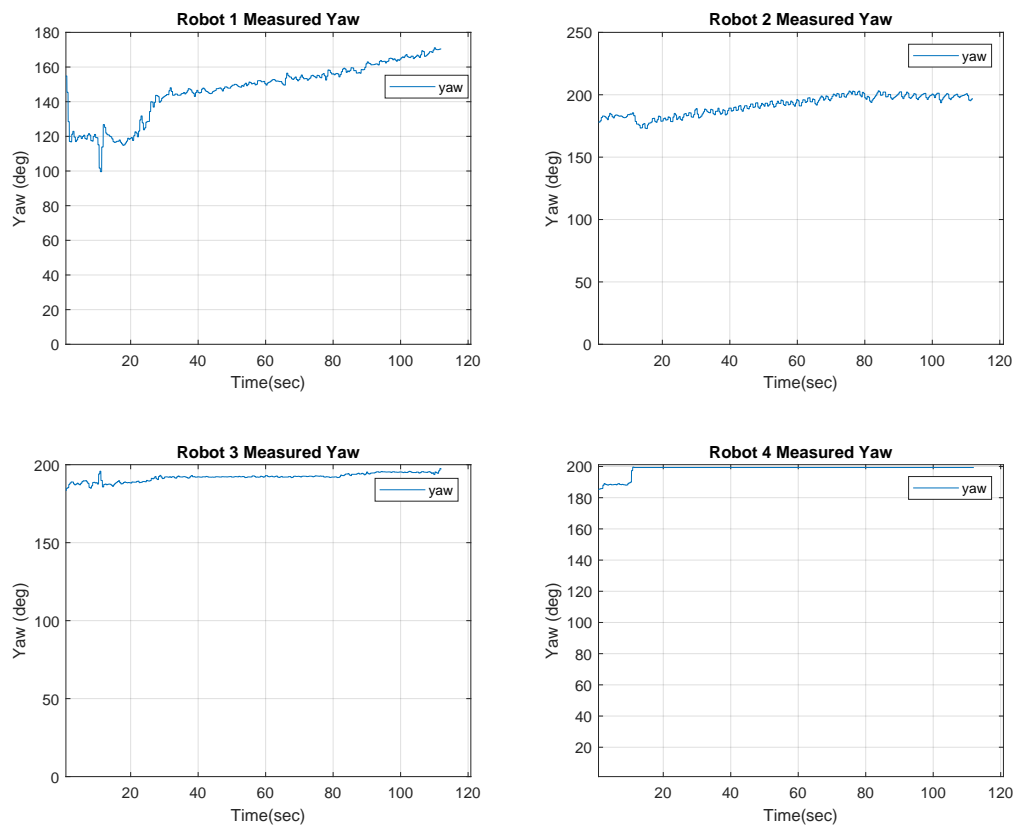 Robot 1 Measured Yaw
180
160
140
120
100
80
60
40
20
0
Yaw (deg)
yaw
20 40 60 80 100 120
Time(sec)
Robot 2 Measured Yaw
250
200
150
100
50
0
Yaw (deg)
yaw
20 40 60 80 100 120
Time(sec)
Robot 3 Measured Yaw
200
150
100
50
0
Yaw (deg)
yaw
20 40 60 80 100 120
Time(sec)
Robot 4 Measured Yaw
200
180
160
140
120
100
80
60
40
20
Yaw (deg)
yaw
20 40 60 80 100 120
Time(sec)